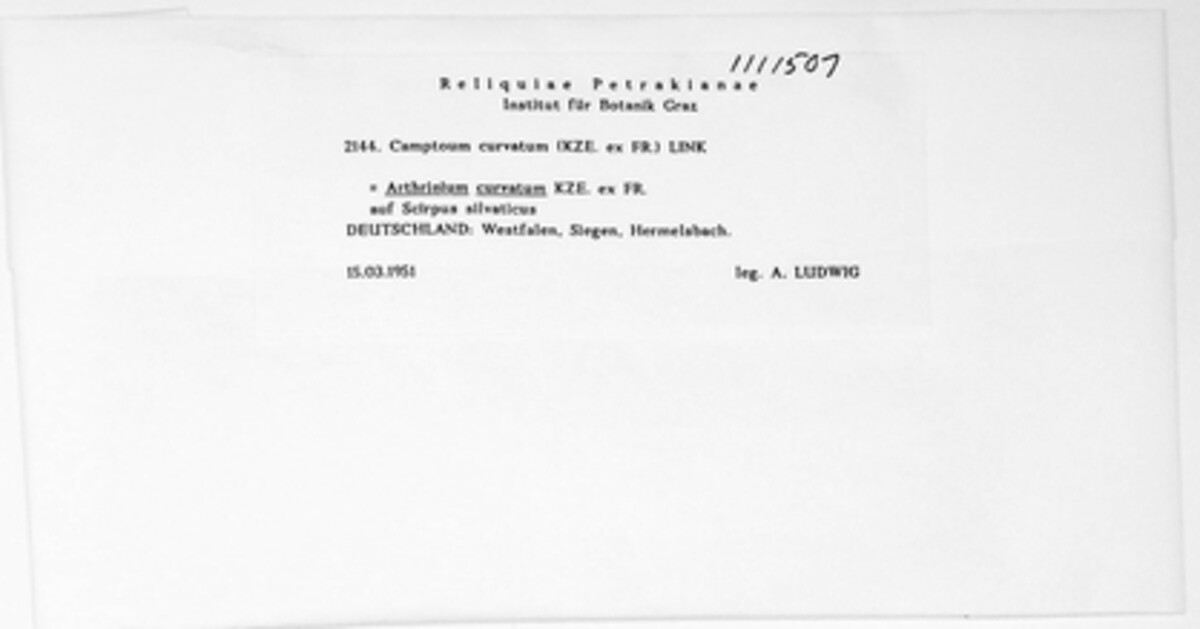 1111507
Reliquiae Petrakianae
Institut für Botanik Graz
2144. Camptoum curvatum (KZE. ex FR.) LINK
= Arthrinium curvatum KZE. ex FR.
auf Scirpus silvaticus
DEUTSCHLAND: Westfalen, Siegen, Hermelsbach.
15.03.1951 leg. A. LUDWIG